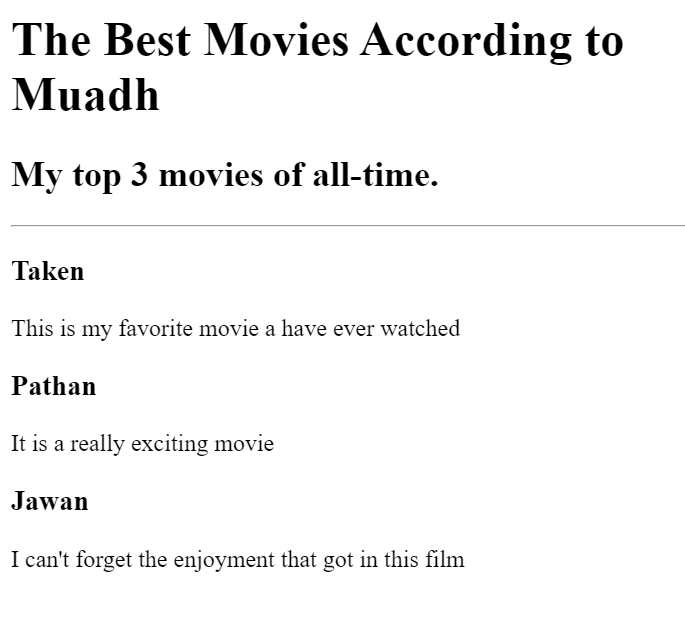 The Best Movies According to
Muadh
My top 3 movies of all-time.
Taken
This is my favorite movie a have ever watched
Pathan
It is a really exciting movie
Jawan
I can't forget the enjoyment that got in this film